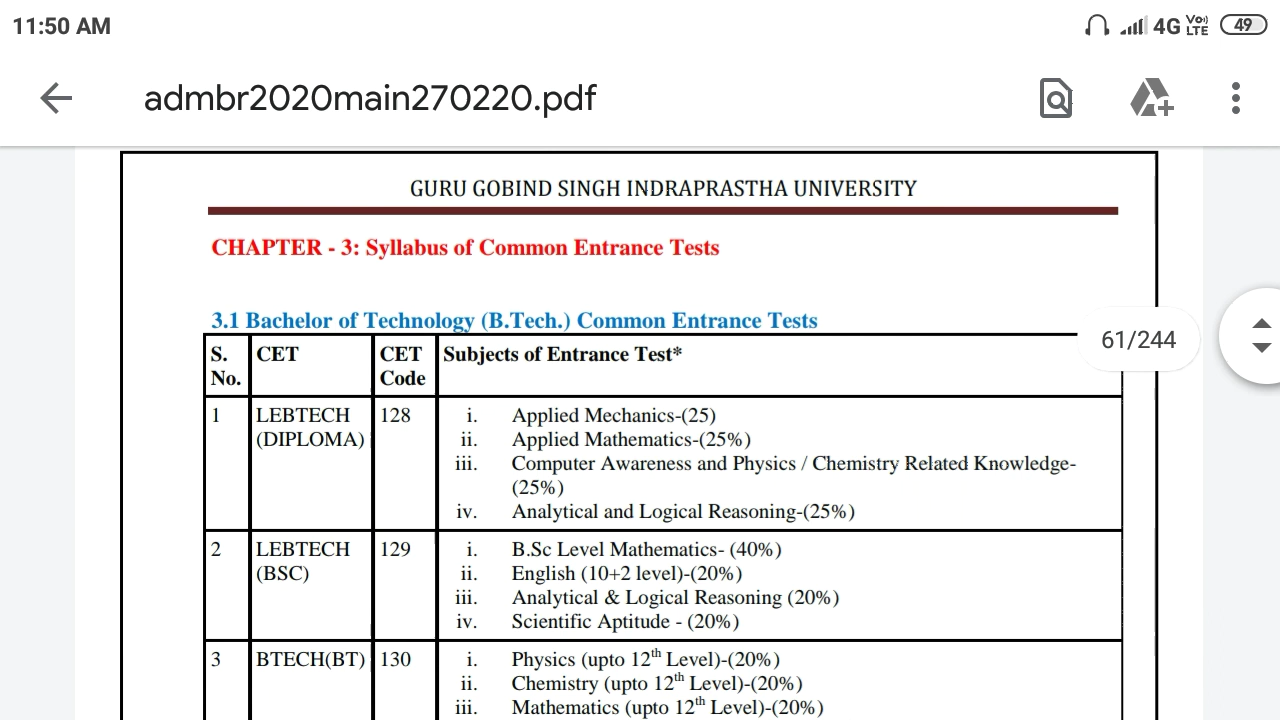 11:50 AM
4G Vo)) LTE 49
admbr2020main270220.pdf
GURU GOBIND SINGH INDRAPRASTHA UNIVERSITY
CHAPTER - 3: Syllabus of Common Entrance Tests
3.1 Bachelor of Technology (B.Tech.) Common Entrance Tests
61/244
S. No. CET CET Code Subjects of Entrance Test*
1 LEBTECH (DIPLOMA) 128 i. Applied Mechanics-(25)
ii. Applied Mathematics-(25%)
iii. Computer Awareness and Physics / Chemistry Related Knowledge-
(25%)
iv. Analytical and Logical Reasoning-(25%)
2 LEBTECH (BSC) 129 i. B.Sc Level Mathematics- (40%)
ii. English (10+2 level)-(20%)
iii. Analytical & Logical Reasoning (20%)
iv. Scientific Aptitude - (20%)
3 BTECH(BT) 130 i. Physics (upto 12th Level)-(20%)
ii. Chemistry (upto 12th Level)-(20%)
iii. Mathematics (upto 12th Level)-(20%)